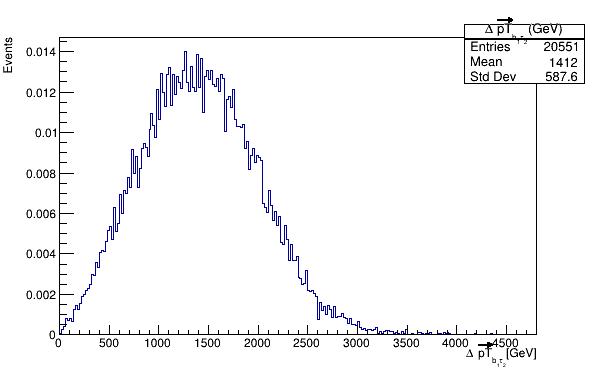 Δ pT b₁τ₂ (GeV)
Entries 20551
Mean 1412
Std Dev 587.6
Events
0.014
0.012
0.01
0.008
0.006
0.004
0.002
0
0 500 1000 1500 2000 2500 3000 3500 4000 4500
Δ pT b₁τ₂ [GeV]